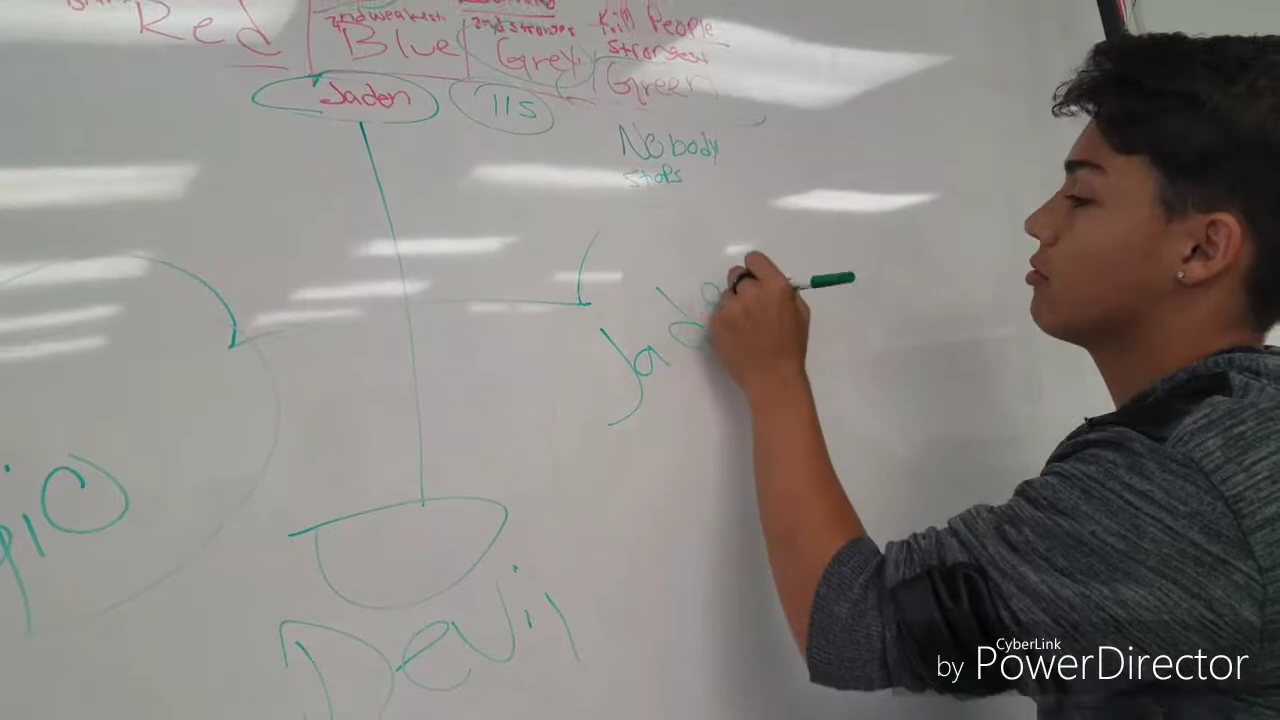 2nd weakest
2nd strongest
Kill People
strongest
Red
Blue
Grey
Green
Jaden
115
Nobody
stops
Jade
Devil
CyberLink
by PowerDirector